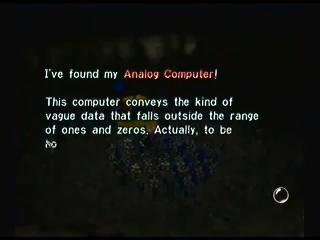 I've found my Analog Computer!
This computer conveys the kind of
vague data that falls outside the range
of ones and zeros. Actually, to be
ho